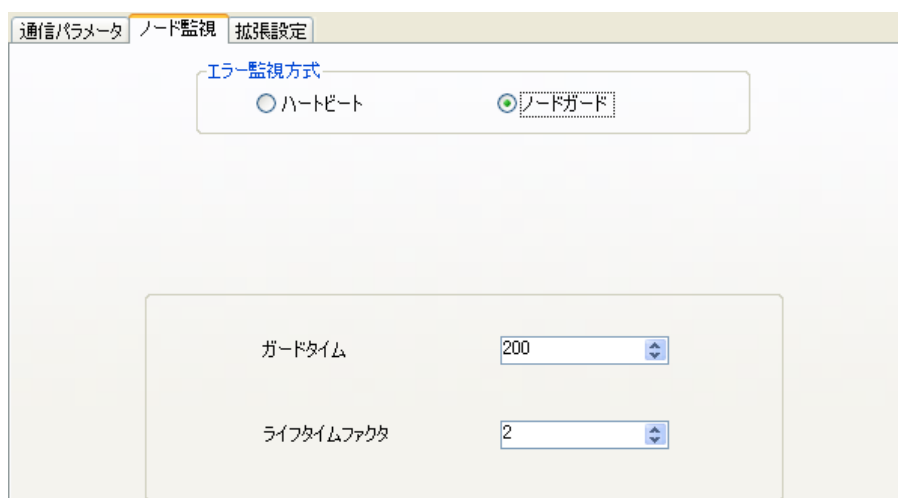 通信パラメータ ノード監視 拡張設定
エラー監視方式
ハートビート ノードガード
ガードタイム 200
ライフタイムファクタ 2